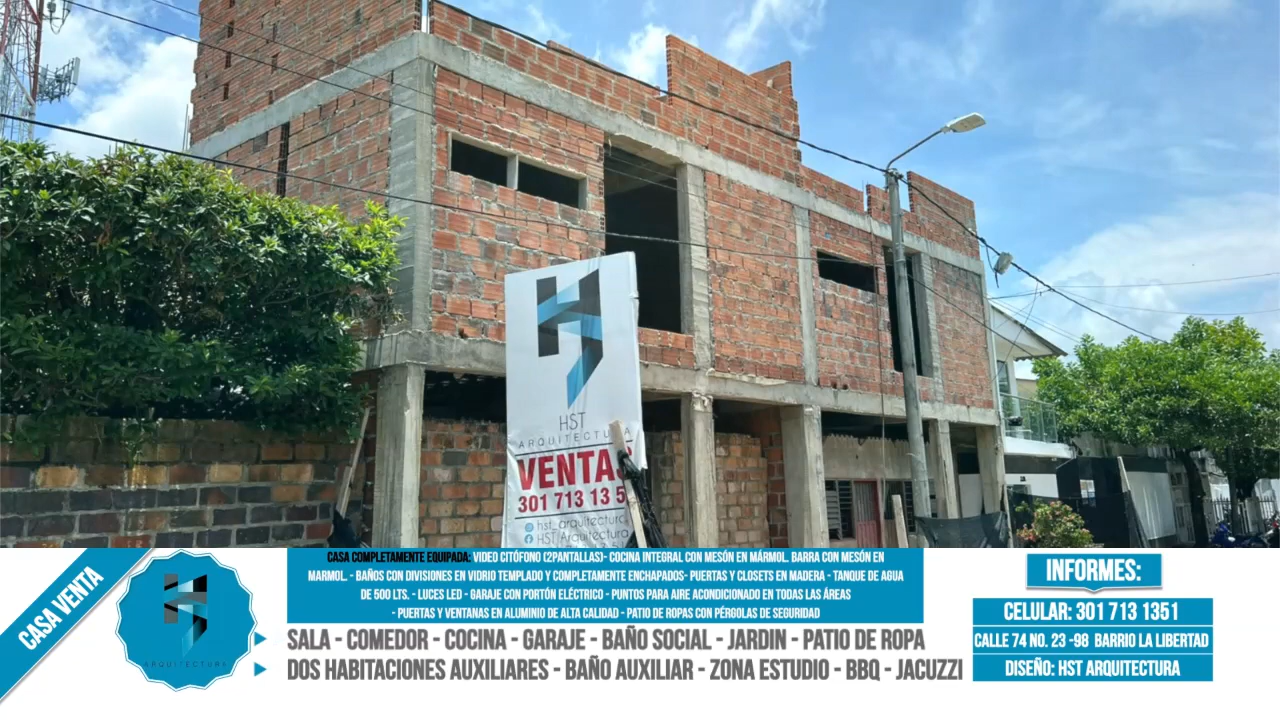 HST
ARQUITECTURA
VENTAS
301 713 13 5
hst_arquitectura
HST Arquitectura
CASA VENTA
ARQUITECTURA
CASA COMPLETAMENTE EQUIPADA: VIDEO CITÓFONO (2PANTALLAS)- COCINA INTEGRAL CON MESÓN EN MÁRMOL. BARRA CON MESÓN EN
MARMOL. - BAÑOS CON DIVISIONES EN VIDRIO TEMPLADO Y COMPLETAMENTE ENCHAPADOS- PUERTAS Y CLOSETS EN MADERA - TANQUE DE AGUA
DE 500 LTS. - LUCES LED - GARAJE CON PORTÓN ELÉCTRICO - PUNTOS PARA AIRE ACONDICIONADO EN TODAS LAS ÁREAS
- PUERTAS Y VENTANAS EN ALUMINIO DE ALTA CALIDAD - PATIO DE ROPAS CON PÉRGOLAS DE SEGURIDAD
SALA - COMEDOR - COCINA - GARAJE - BAÑO SOCIAL - JARDIN - PATIO DE ROPA
DOS HABITACIONES AUXILIARES - BAÑO AUXILIAR - ZONA ESTUDIO - BBQ - JACUZZI
INFORMES:
CELULAR: 301 713 1351
CALLE 74 NO. 23 -98 BARRIO LA LIBERTAD
DISEÑO: HST ARQUITECTURA